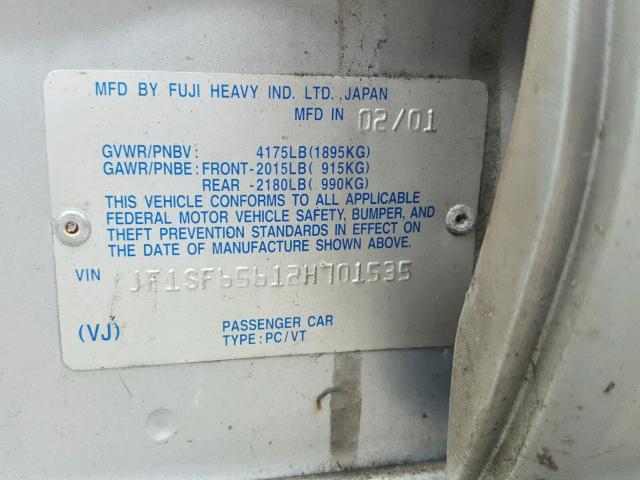 MFD BY FUJI HEAVY IND. LTD., JAPAN
MFD IN 02/01
GVWR/PNBV: 4175LB(1895KG)
GAWR/PNBE: FRONT-2015LB( 915KG)
REAR -2180LB( 990KG)
THIS VEHICLE CONFORMS TO ALL APPLICABLE
FEDERAL MOTOR VEHICLE SAFETY, BUMPER, AND
THEFT PREVENTION STANDARDS IN EFFECT ON
THE DATE OF MANUFACTURE SHOWN ABOVE.
VIN JF1SF65612H701535
(VJ) PASSENGER CAR
TYPE: PC/VT